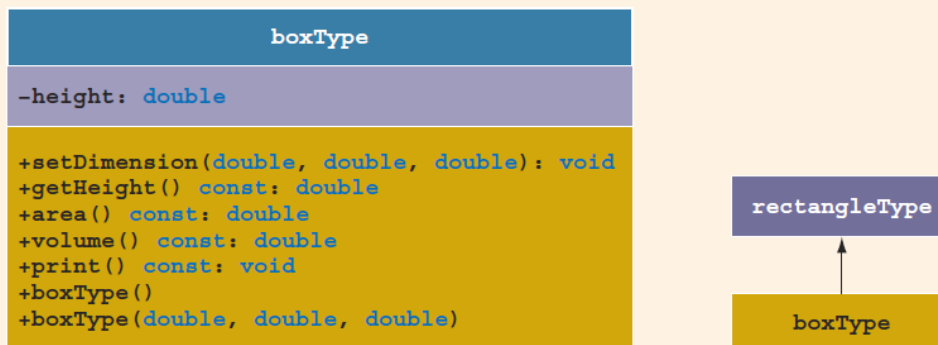 boxType
-height: double
+setDimension(double, double, double): void
+getHeight() const: double
+area() const: double
+volume() const: double
+print() const: void
+boxType()
+boxType(double, double, double)
rectangleType
boxType